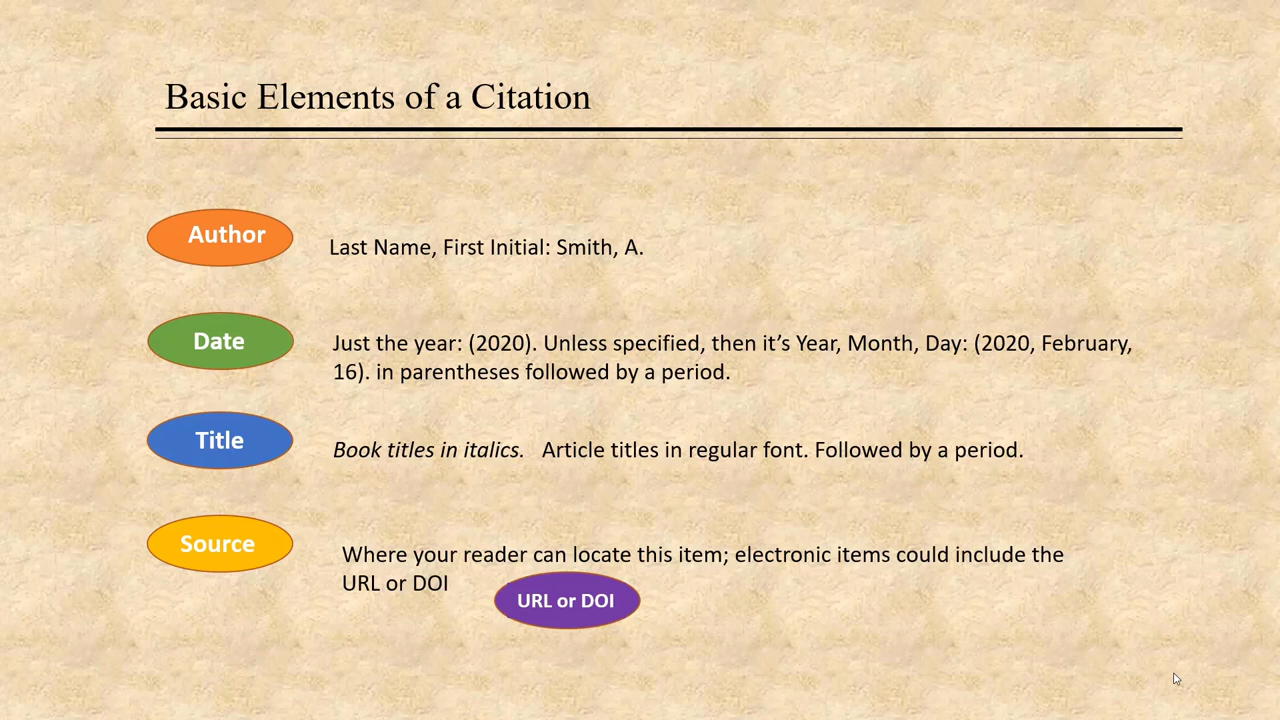 Basic Elements of a Citation
Author
Last Name, First Initial: Smith, A.
Date
Just the year: (2020). Unless specified, then it’s Year, Month, Day: (2020, February,
16). in parentheses followed by a period.
Title
Book titles in italics.   Article titles in regular font. Followed by a period.
Source
Where your reader can locate this item; electronic items could include the
URL or DOI
URL or DOI